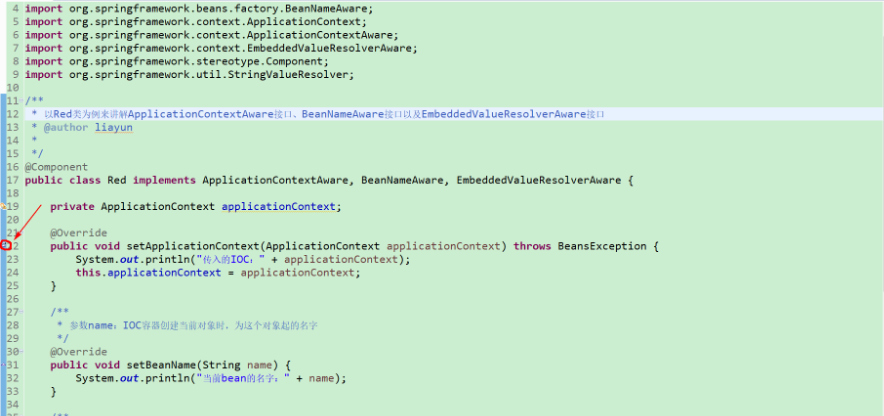 4 import org.springframework.beans.factory.BeanNameAware;
5 import org.springframework.context.ApplicationContext;
6 import org.springframework.context.ApplicationContextAware;
7 import org.springframework.context.EmbeddedValueResolverAware;
8 import org.springframework.stereotype.Component;
9 import org.springframework.util.StringValueResolver;
10
11 /**
12 * 以Red类为例来讲解ApplicationContextAware接口、BeanNameAware接口以及EmbeddedValueResolverAware接口
13 * @author liayun
14 *
15 */
16 @Component
17 public class Red implements ApplicationContextAware, BeanNameAware, EmbeddedValueResolverAware {
18
19 private ApplicationContext applicationContext;
20
21 @Override
22 public void setApplicationContext(ApplicationContext applicationContext) throws BeansException {
23 System.out.println("传入的IOC：" + applicationContext);
24 this.applicationContext = applicationContext;
25 }
26
27 /**
28 * 参数name：IOC容器创建当前对象时，为这个对象起的名字
29 */
30 @Override
31 public void setBeanName(String name) {
32 System.out.println("当前bean的名字：" + name);
33 }
34